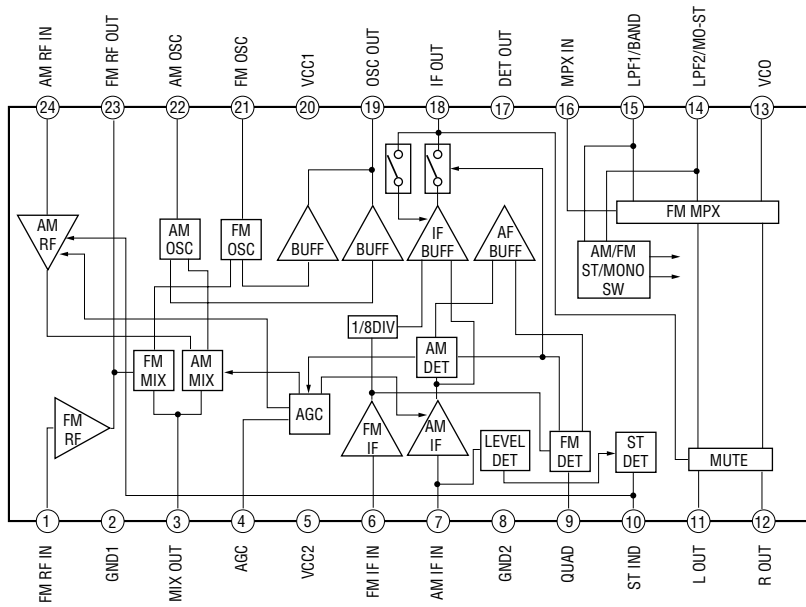 AM RF IN
FM RF OUT
AM OSC
FM OSC
VCC1
OSC OUT
IF OUT
DET OUT
MPX IN
LPF1/BAND
LPF2/MO-ST
VCO
24
23
22
21
20
19
18
17
16
15
14
13
AM
RF
AM
OSC
FM
OSC
BUFF
BUFF
IF
BUFF
AF
BUFF
FM MPX
AM/FM
ST/MONO
SW
1/8DIV
FM
MIX
AM
MIX
AM
DET
FM
RF
AGC
FM
IF
AM
IF
LEVEL
DET
FM
DET
ST
DET
MUTE
1
2
3
4
5
6
7
8
9
10
11
12
FM RF IN
GND1
MIX OUT
AGC
VCC2
FM IF IN
AM IF IN
GND2
QUAD
ST IND
L OUT
R OUT